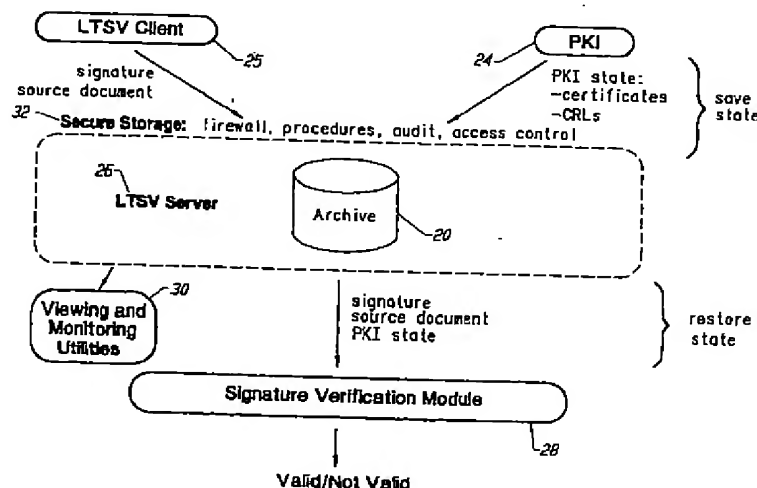 LTSV Client
25
24
PKI
signature
source document
PKI state:
-certificates
-CRLs
save
state
32
Secure Storage: firewall, procedures, audit, access control
26
LTSV Server
Archive
20
30
Viewing and
Monitoring
Utilities
signature
source document
PKI state
restore
state
Signature Verification Module
28
Valid/Not Valid